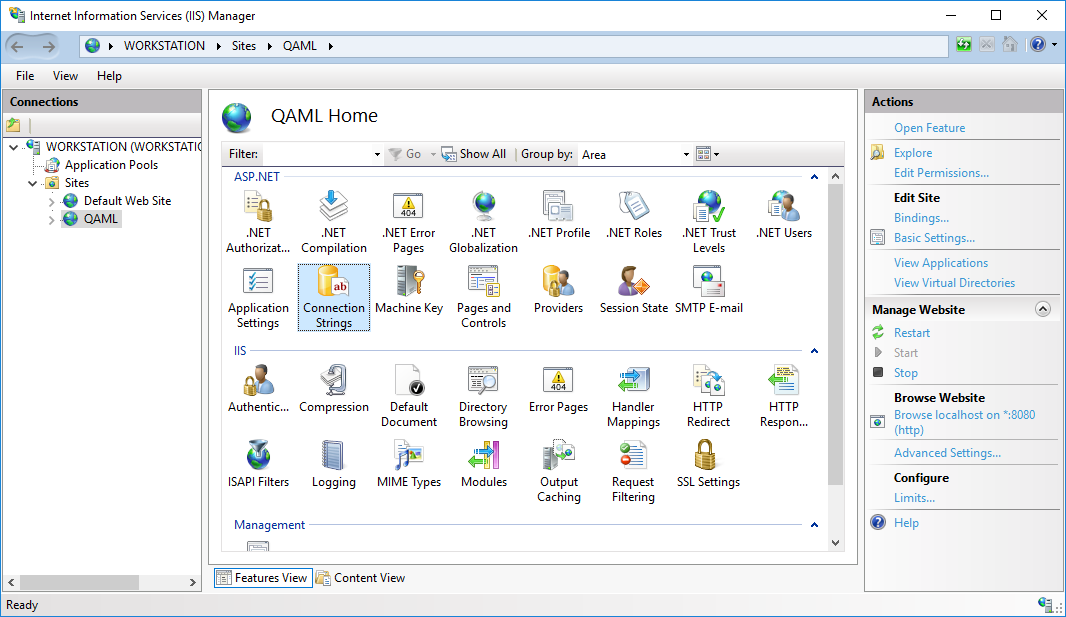 Internet Information Services (IIS) Manager
WORKSTATION Sites QAML
File View Help
Connections
WORKSTATION (WORKSTATIO
Application Pools
Sites
Default Web Site
QAML
QAML Home
Filter: Go Show All Group by: Area
ASP.NET
.NET Authorizat...
.NET Compilation
.NET Error Pages
.NET Globalization
.NET Profile
.NET Roles
.NET Trust Levels
.NET Users
Application Settings
ab
Connection Strings
Machine Key
Pages and Controls
Providers
Session State
SMTP E-mail
IIS
Authentic...
Compression
Default Document
Directory Browsing
404
Error Pages
Handler Mappings
HTTP Redirect
HTTP Respon...
ISAPI Filters
Logging
MIME Types
Modules
Output Caching
Request Filtering
SSL Settings
Management
Features View Content View
Ready
Actions
Open Feature
Explore
Edit Permissions...
Edit Site
Bindings...
Basic Settings...
View Applications
View Virtual Directories
Manage Website
Restart
Start
Stop
Browse Website
Browse localhost on *:8080
(http)
Advanced Settings...
Configure
Limits...
Help